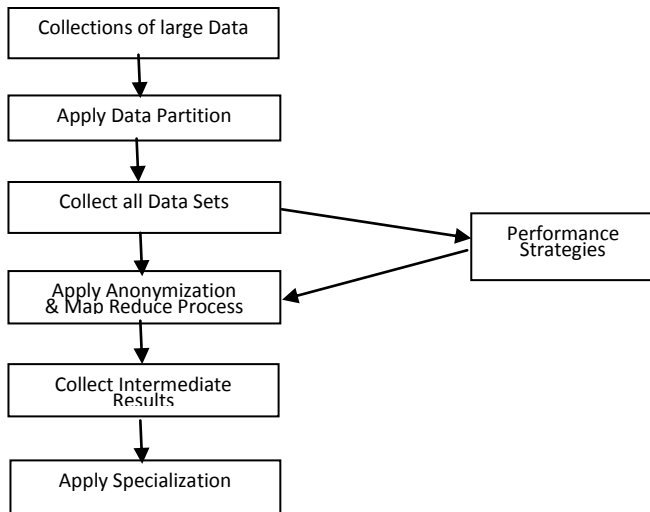 Collections of large Data
Apply Data Partition
Collect all Data Sets
Performance
Strategies
Apply Anonymization
& Map Reduce Process
Collect Intermediate
Results
Apply Specialization